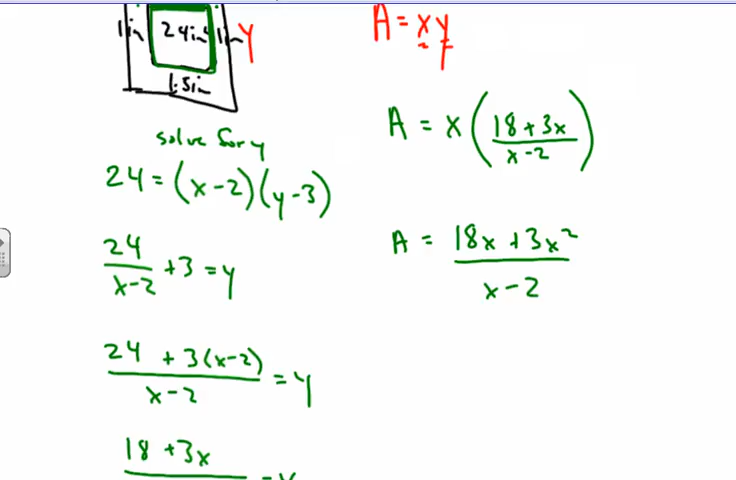 1in 24in² 1in y
1.5in
solve for y
24 = (x-2)(y-3)
24/(x-2) +3 = y
(24 + 3(x-2))/(x-2) = y
(18 + 3x)/ = y
A = xy
A = x((18+3x)/(x-2))
A = (18x + 3x²)/(x-2)